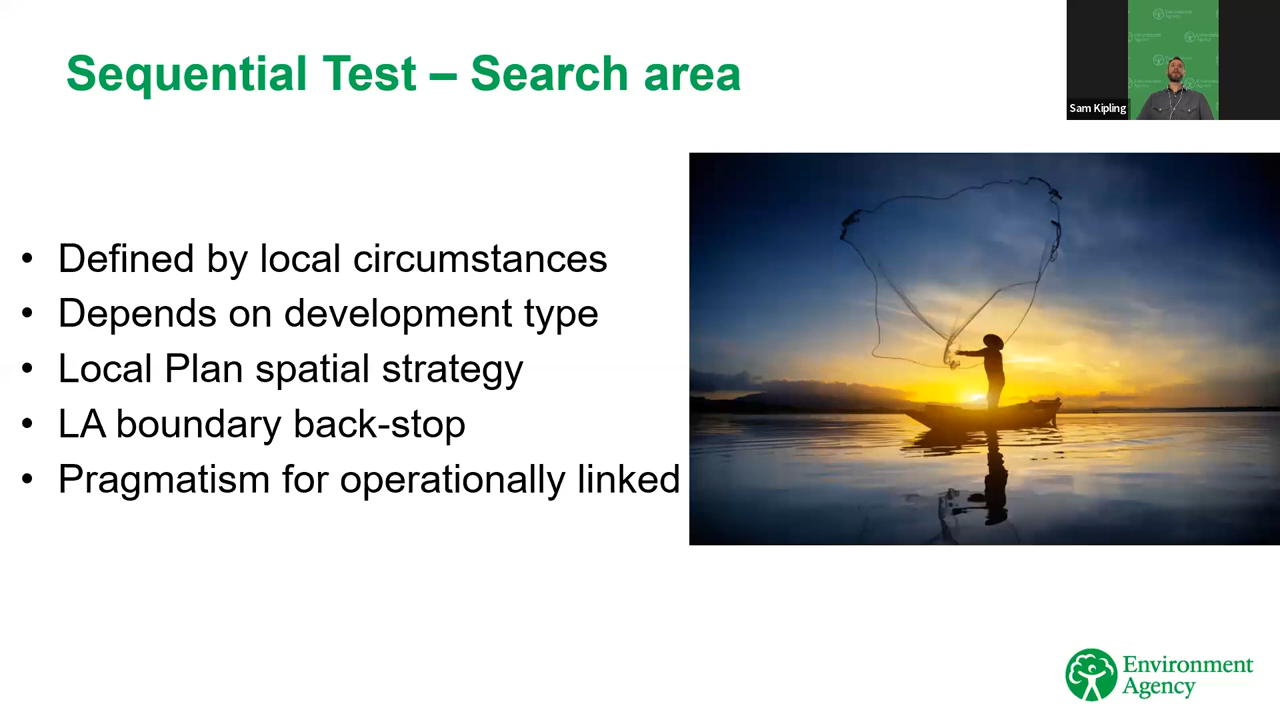 Sequential Test – Search area
Sam Kipling
• Defined by local circumstances
• Depends on development type
• Local Plan spatial strategy
• LA boundary back-stop
• Pragmatism for operationally linked
Environment
Agency